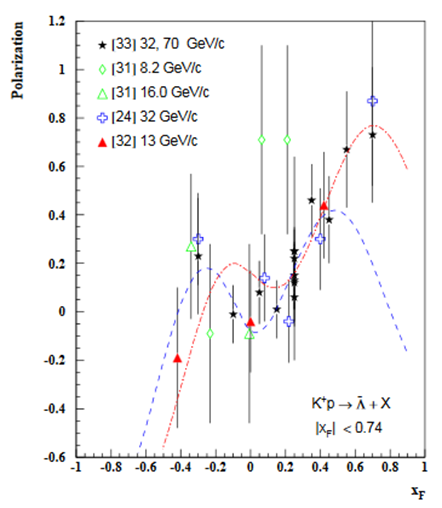 Polarization
1.2
1
0.8
0.6
0.4
0.2
0
-0.2
-0.4
-0.6
★ [33] 32, 70 GeV/c
[31] 8.2 GeV/c
[31] 16.0 GeV/c
[24] 32 GeV/c
[32] 13 GeV/c
K⁺p → Λ̄ + X
|x_F| < 0.74
-1 -0.8 -0.6 -0.4 -0.2 0 0.2 0.4 0.6 0.8 1
x_F